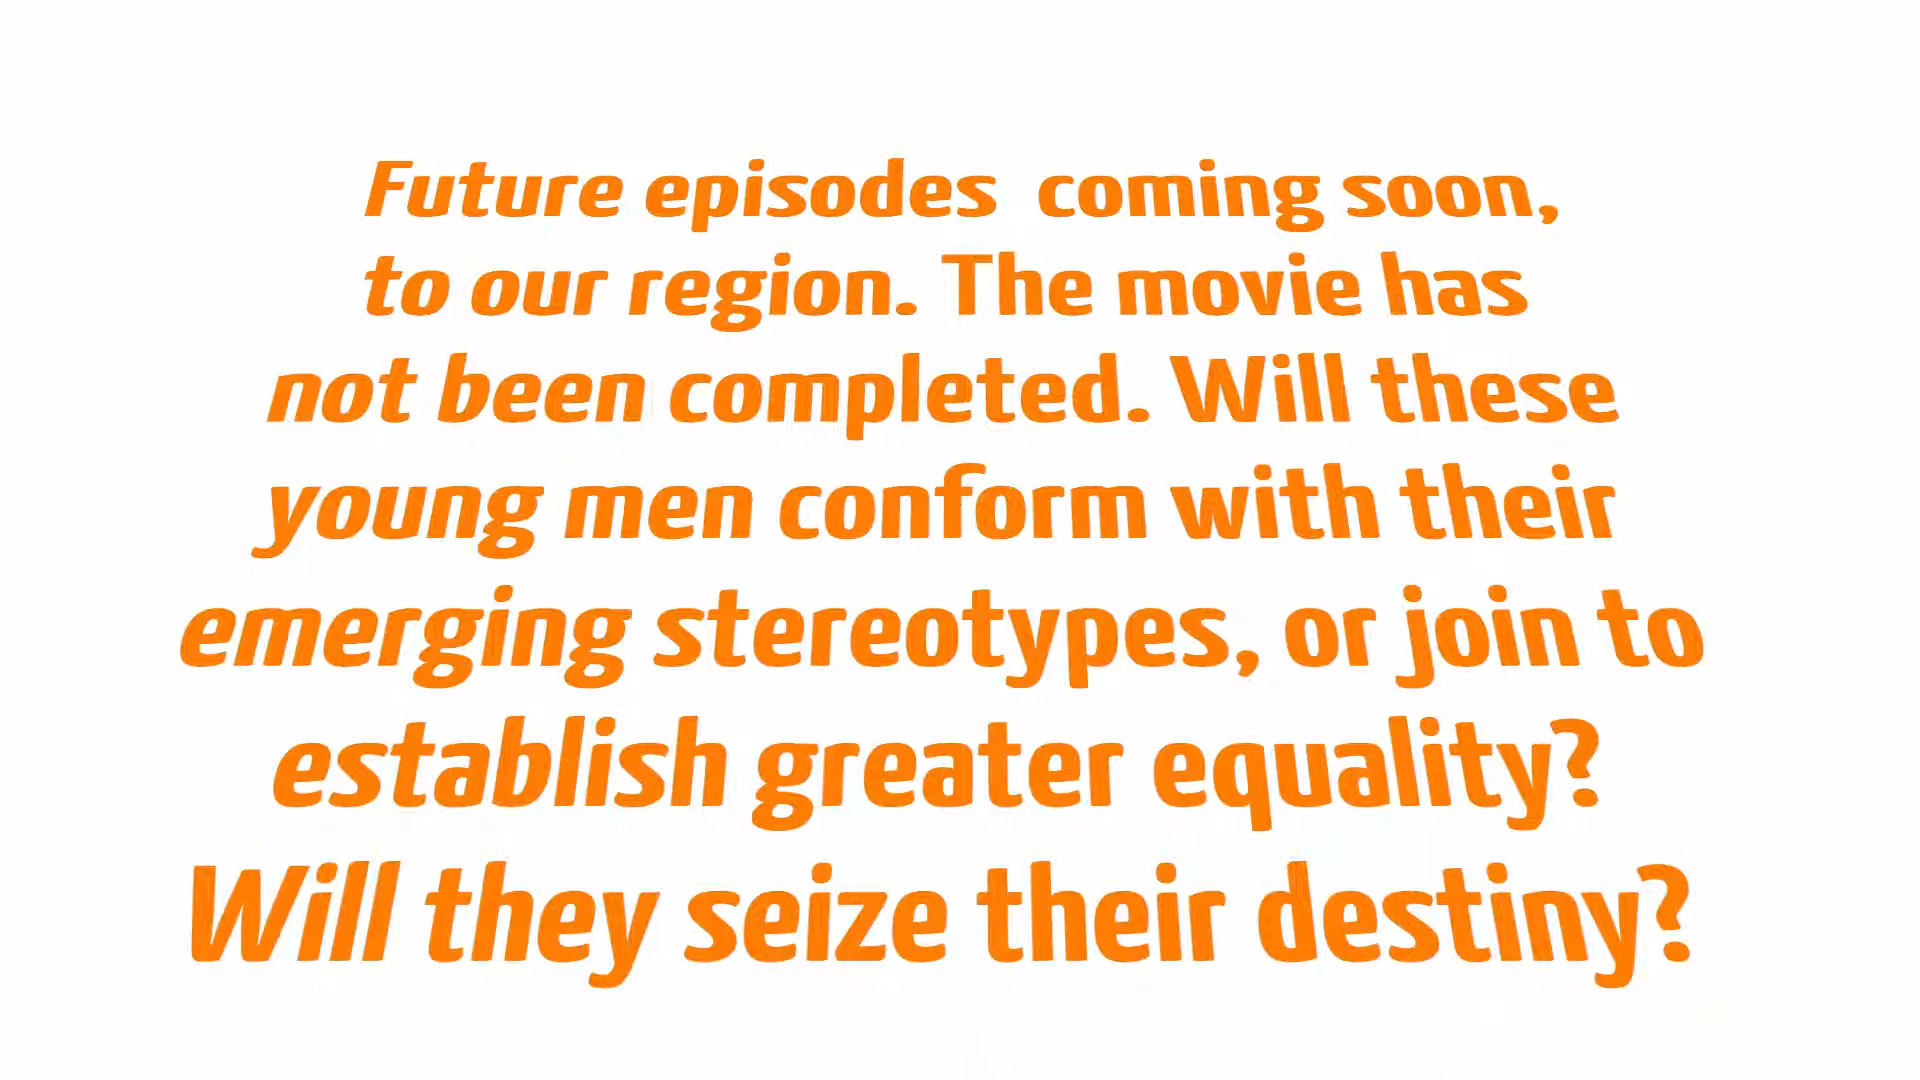 Future episodes  coming soon,
to our region. The movie has
not been completed. Will these
young men conform with their
emerging stereotypes, or join to
establish greater equality?
Will they seize their destiny?